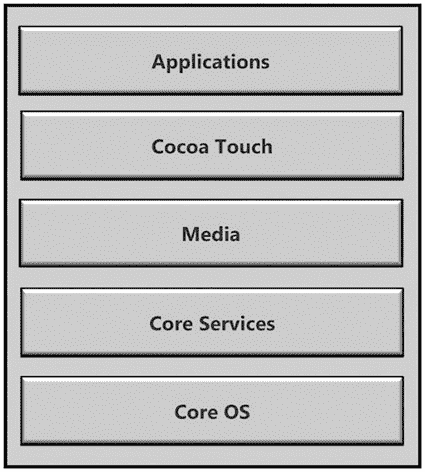 Applications
Cocoa Touch
Media
Core Services
Core OS